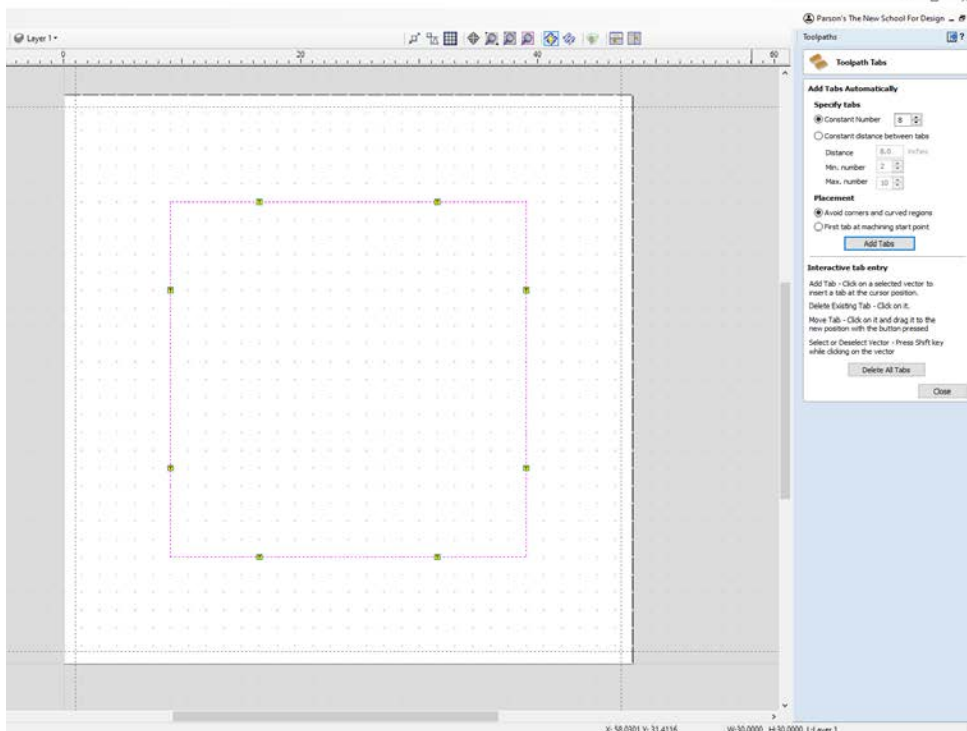 Parson's The New School For Design
Layer 1
Toolpaths
?
0
20
40
60
Toolpath Tabs
Add Tabs Automatically
Specify tabs
Constant Number 8
Constant distance between tabs
Distance 8.0 inches
Min. number 2
Max. number 10
Placement
Avoid corners and curved regions
First tab at machining start point
Add Tabs
Interactive tab entry
Add Tab - Click on a selected vector to
insert a tab at the cursor position.
Delete Existing Tab - Click on it.
Move Tab - Click on it and drag it to the
new position with the button pressed
Select or Deselect Vector - Press Shift key
while clicking on the vector
Delete All Tabs
Close
T T
T T
T T
T T
X: 58.0301 Y: 31.4116
W:30.0000 H:30.0000 L:Layer 1